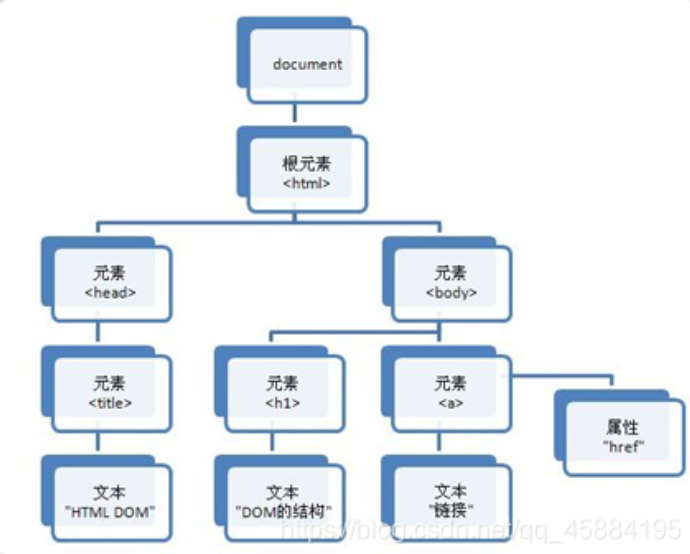 document
根元素
<html>
元素
<head>
元素
<body>
元素
<title>
元素
<h1>
元素
<a>
属性
"href"
文本
"HTML DOM"
文本
"DOM的结构"
文本
"链接"
https://blog.csdn.net/qq_45884195